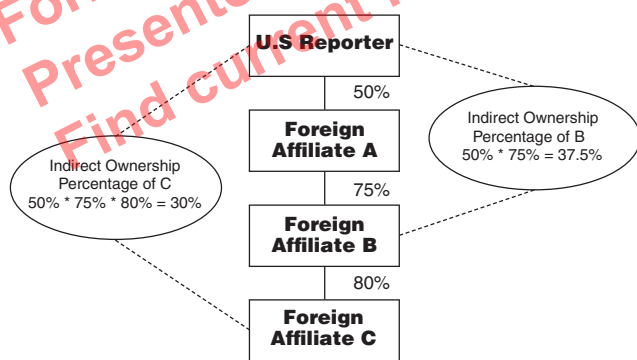 For
Presente
Find current
U.S Reporter
50%
Foreign
Affiliate A
Indirect Ownership
Percentage of B
50% * 75% = 37.5%
Indirect Ownership
Percentage of C
50% * 75% * 80% = 30%
75%
Foreign
Affiliate B
80%
Foreign
Affiliate C